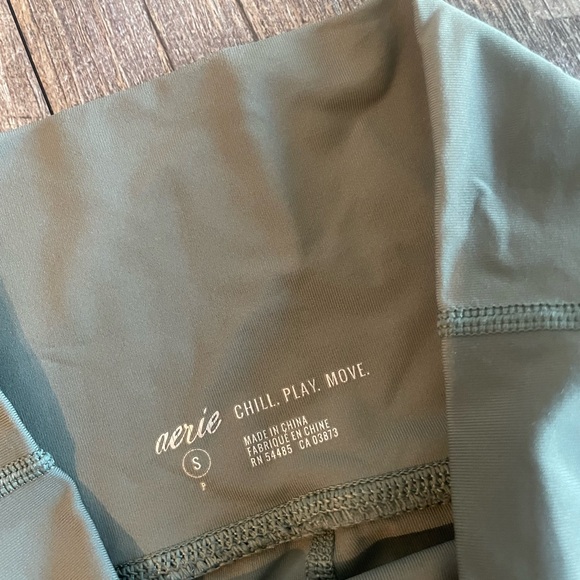 aerie CHILL. PLAY. MOVE.
S
P
MADE IN CHINA
FABRIQUÉ EN CHINE
RN 54485 CA 03873